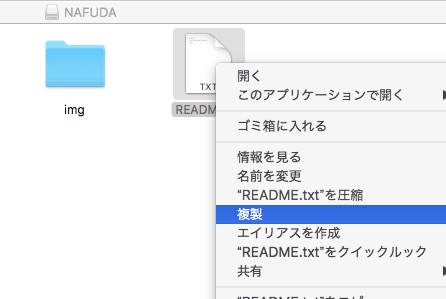 NAFUDA
img
TXT
README
開く
このアプリケーションで開く
ゴミ箱に入れる
情報を見る
名前を変更
“README.txt”を圧縮
複製
エイリアスを作成
“README.txt”をクイックルック
共有